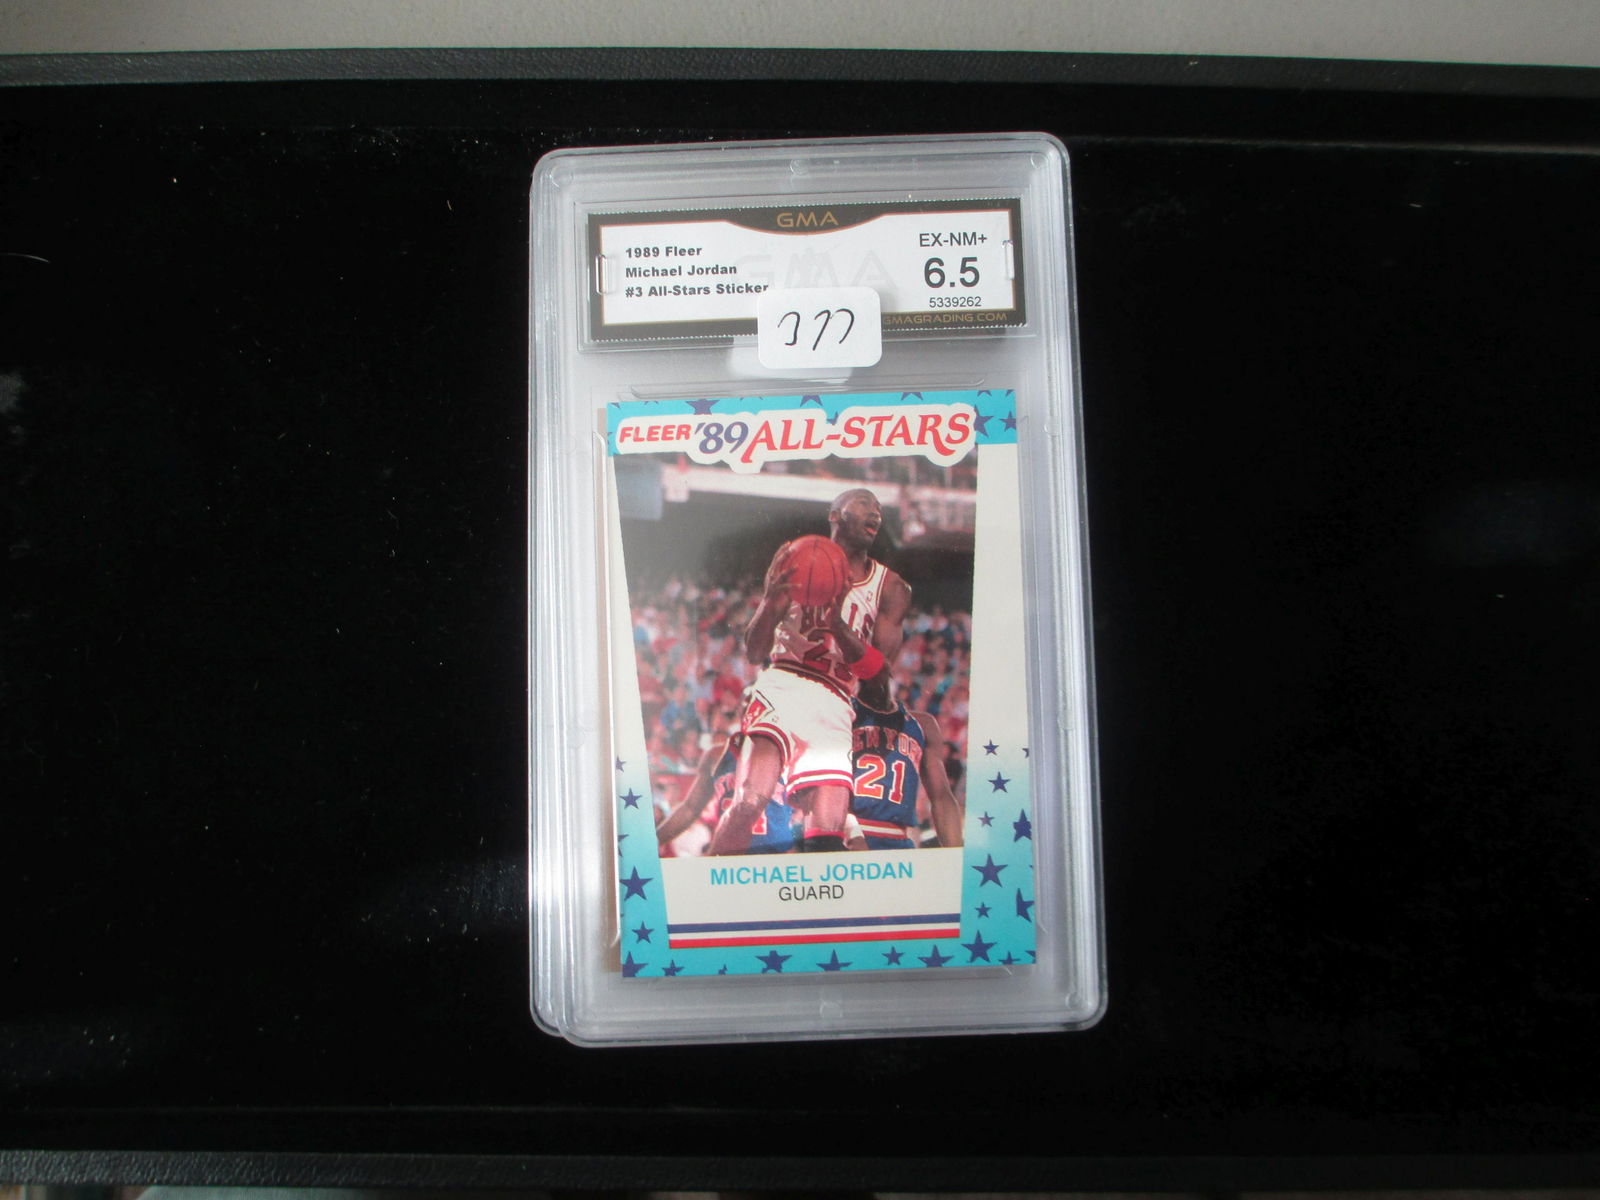 GMA
1989 Fleer
Michael Jordan
#3 All-Stars Sticker
EX-NM+
6.5
5339262
GMAGRADING.COM
377
FLEER '89 ALL-STARS
NEW YORK
21
MICHAEL JORDAN
GUARD